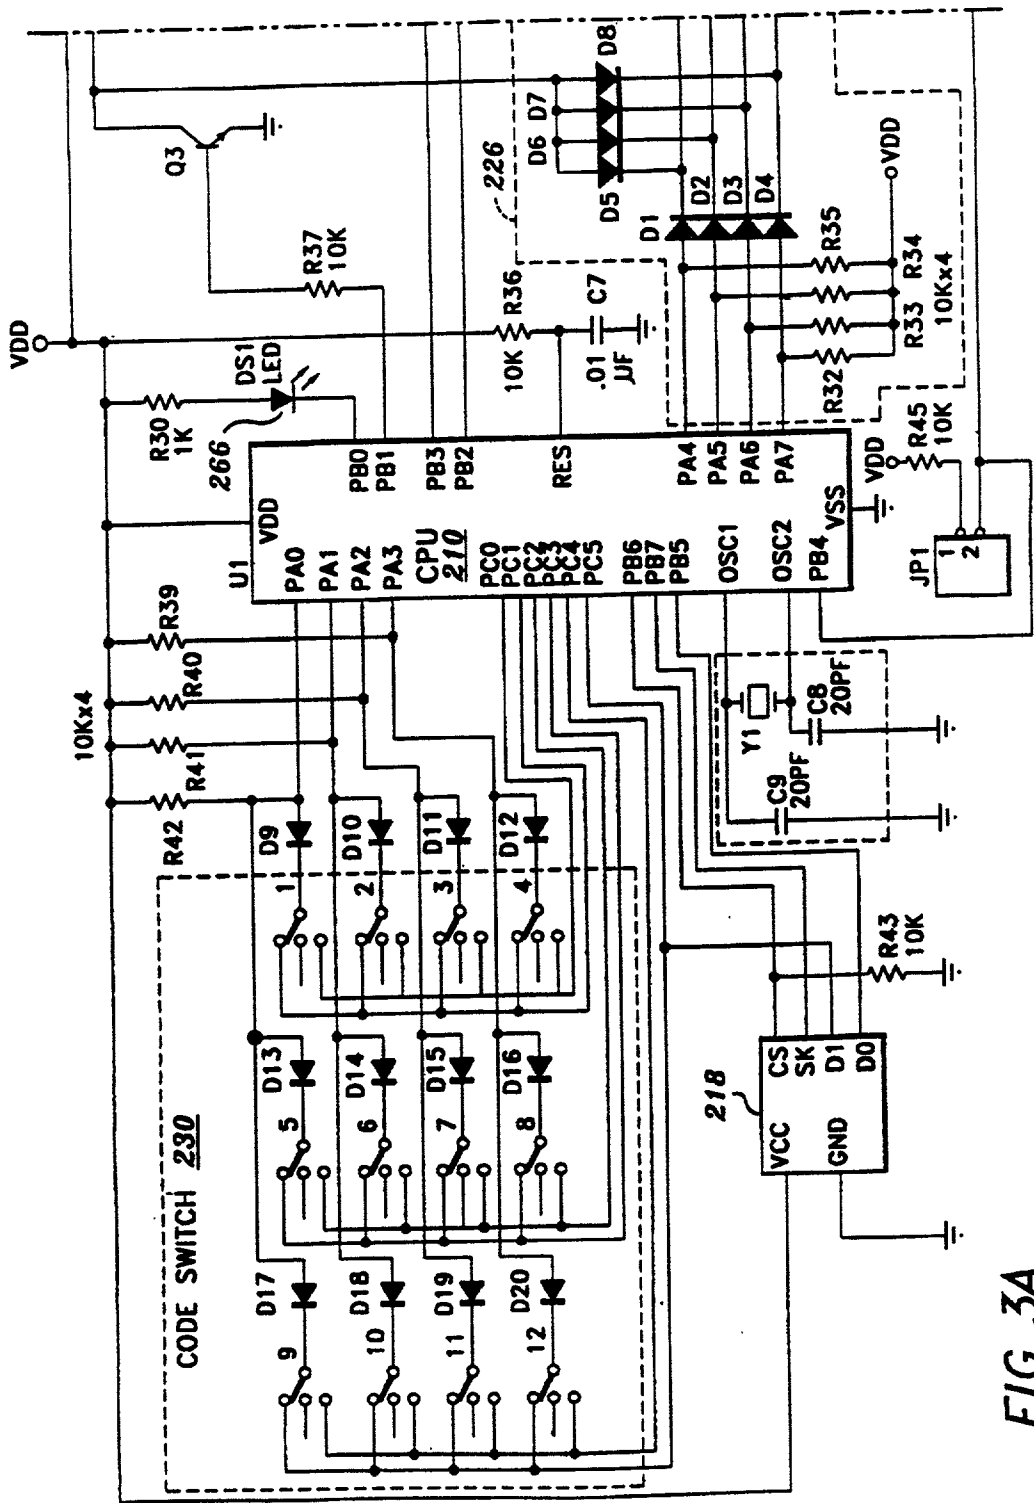 VDD
Q3
R37
10K
R30
1K
DS1
LED
266
10K
R36
.01
µF
C7
226
D5
D6
D7
D8
D1
D2
D3
D4
VDD
R32
R33
R34
R35
10Kx4
10Kx4
R42
R41
R40
R39
U1
VDD
PB0
PB1
PB3
PB2
RES
PA4
PA5
PA6
PA7
VSS
PA0
PA1
PA2
PA3
CPU
210
PC0
PC1
PC2
PC3
PC4
PC5
PB6
PB7
PB5
OSC1
OSC2
PB4
VDD
R45
10K
JP1
1
2
Y1
C8
20PF
C9
20PF
CODE SWITCH 230
D9
1
D10
2
D11
3
D12
4
D13
5
D14
6
D15
7
D16
8
D17
9
D18
10
D19
11
D20
12
218
VCC
GND
CS
SK
D1
D0
R43
10K
FIG. 3A